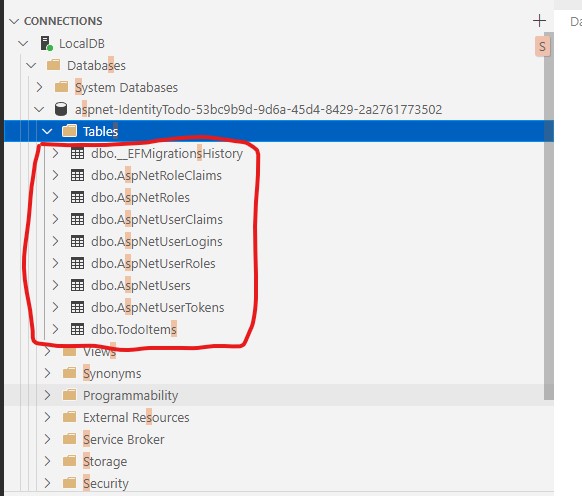 CONNECTIONS
Da
LocalDB
S
Databases
System Databases
aspnet-IdentityTodo-53bc9b9d-9d6a-45d4-8429-2a2761773502
Tables
dbo.__EFMigrationsHistory
dbo.AspNetRoleClaims
dbo.AspNetRoles
dbo.AspNetUserClaims
dbo.AspNetUserLogins
dbo.AspNetUserRoles
dbo.AspNetUsers
dbo.AspNetUserTokens
dbo.TodoItems
Views
Synonyms
Programmability
External Resources
Service Broker
Storage
Security